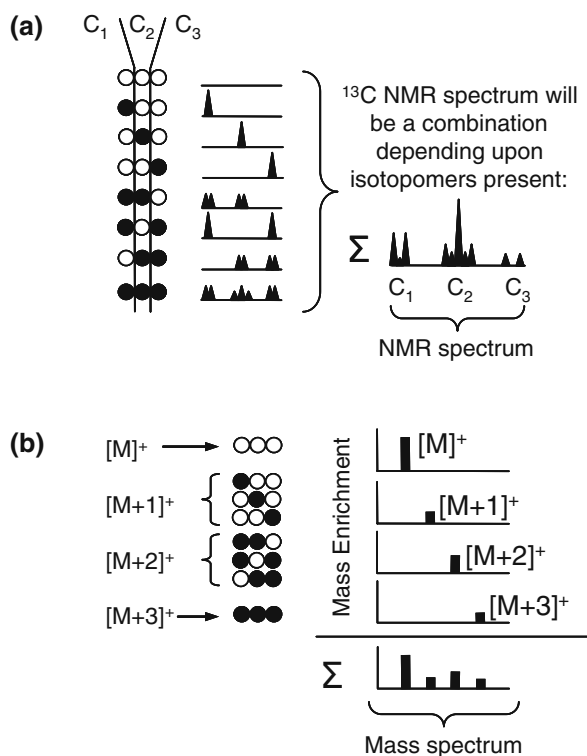 (a)
C₁ C₂ C₃
¹³C NMR spectrum will
be a combination
depending upon
isotopomers present:
Σ
C₁ C₂ C₃
NMR spectrum
(b)
[M]⁺
[M+1]⁺
[M+2]⁺
[M+3]⁺
Mass Enrichment
[M]⁺
[M+1]⁺
[M+2]⁺
[M+3]⁺
Σ
Mass spectrum